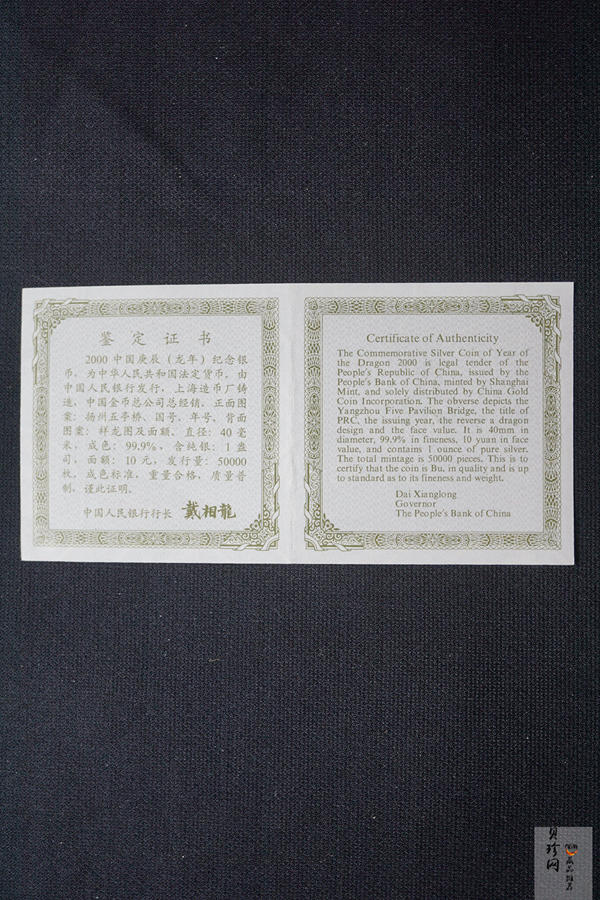 鉴定证书
2000 中国庚辰（龙年）纪念银
币，为中华人民共和国法定货币，由
中国人民银行发行，上海造币厂铸
造，中国金币总公司总经销。正面图
案：扬州五亭桥、国号、年号，背面
图案：祥龙图及面额。直径：40 毫
米，成色：99.9%，含纯银：1 盎
司，面额：10 元，发行量：50000
枚。成色标准，重量合格，质量普
制，谨此证明。
中国人民银行行长 戴相龍
Certificate of Authenticity
The Commemorative Silver Coin of Year of
the Dragon 2000 is legal tender of the
People's Republic of China, issued by the
People's Bank of China, minted by Shanghai
Mint, and solely distributed by China Gold
Coin Incorporation. The obverse depicts the
Yangzhou Five Pavilion Bridge, the title of
PRC, the issuing year, the reverse a dragon
design and the face value. It is 40mm in
diameter, 99.9% in fineness, 10 yuan in face
value, and contains 1 ounce of pure silver.
The total mintage is 50000 pieces. This is to
certify that the coin is Bu. in quality and is up
to standard as to its fineness and weight.
Dai Xianglong
Governor
The People's Bank of China
贝珍网